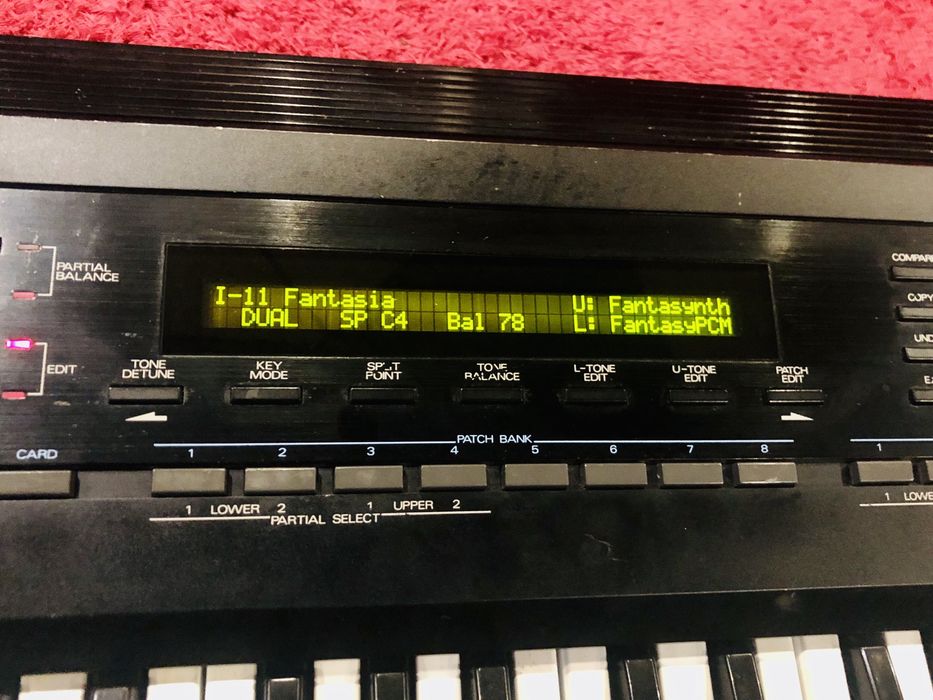 PARTIAL
BALANCE
EDIT
I-11 Fantasia U: Fantasynth
DUAL SP C4 Bal 78 L: FantasyPCM
TONE
DETUNE
KEY
MODE
SPLIT
POINT
TONE
BALANCE
L-TONE
EDIT
U-TONE
EDIT
PATCH
EDIT
CARD
PATCH BANK
1 2 3 4 5 6 7 8
1 LOWER 2 1 UPPER 2
PARTIAL SELECT
COMPARE
COPY
1
1 LOWE